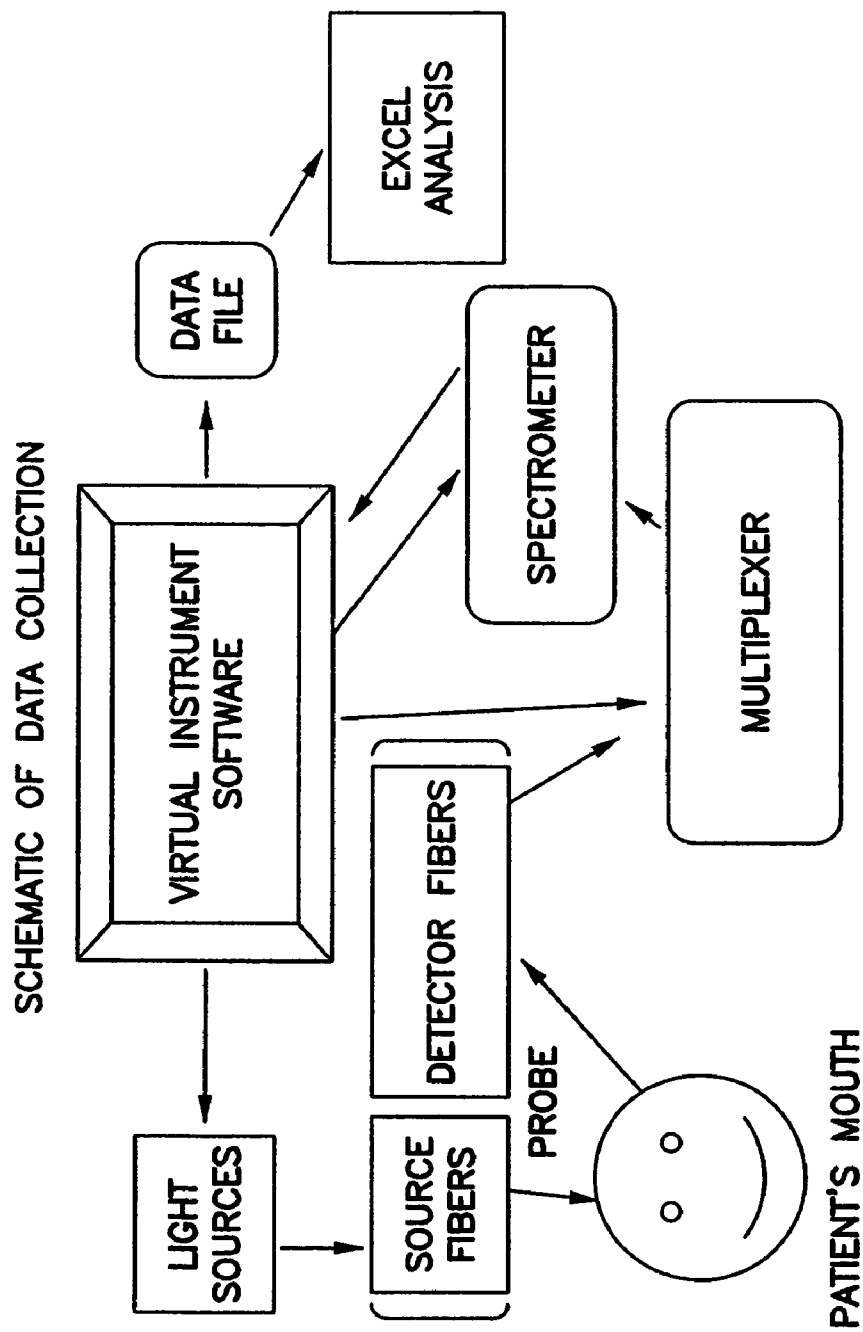 SCHEMATIC OF DATA COLLECTION
LIGHT
SOURCES
VIRTUAL INSTRUMENT
SOFTWARE
DATA
FILE
EXCEL
ANALYSIS
SOURCE
FIBERS
DETECTOR FIBERS
SPECTROMETER
PROBE
MULTIPLEXER
PATIENT'S MOUTH